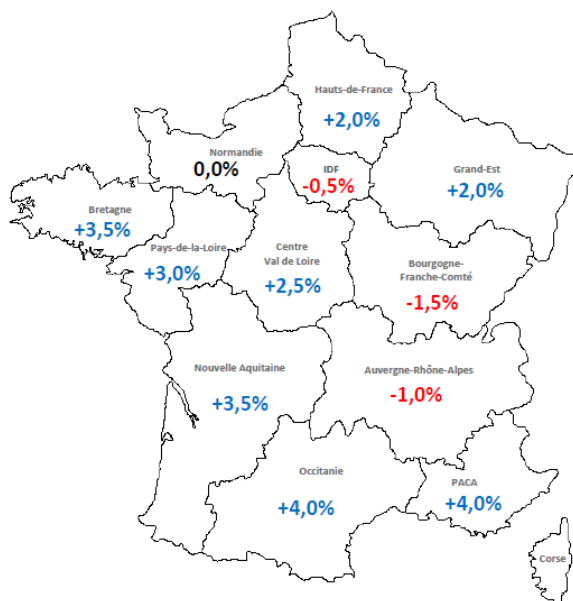 Hauts-de-France
+2,0%
Normandie
0,0%
IDF
-0,5%
Grand-Est
+2,0%
Bretagne
+3,5%
Pays-de-la-Loire
+3,0%
Centre
Val de Loire
+2,5%
Bourgogne-
Franche-Comté
-1,5%
Nouvelle Aquitaine
+3,5%
Auvergne-Rhône-Alpes
-1,0%
Occitanie
+4,0%
PACA
+4,0%
Corse